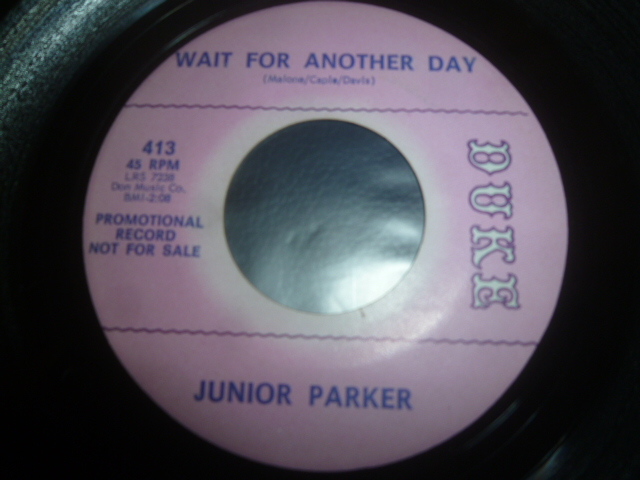 WAIT FOR ANOTHER DAY
(Malone/Caple/Davis)
413
45 RPM
LRS 7238
Don Music Co.
BMI-2:08
PROMOTIONAL
RECORD
NOT FOR SALE
DUKE
JUNIOR PARKER